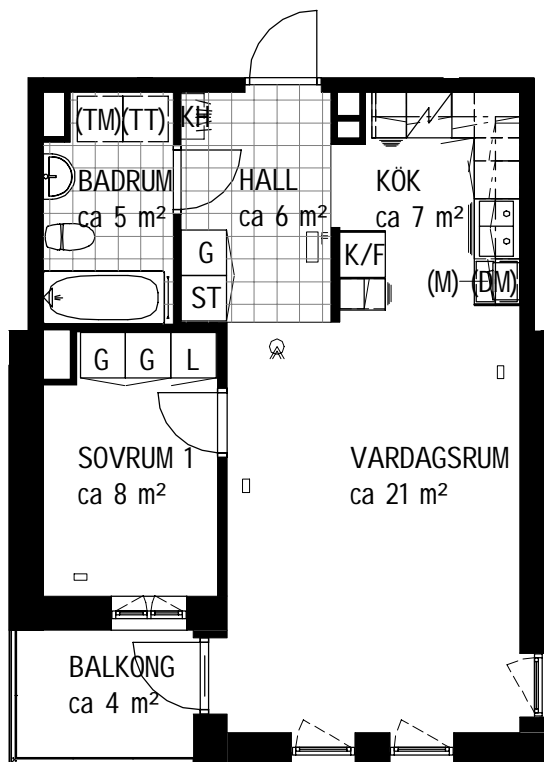 (TM) (TT)
KH
BADRUM
ca 5 m²
HALL
ca 6 m²
KÖK
ca 7 m²
G
ST
K/F
(M) (DM)
G G L
SOVRUM 1
ca 8 m²
VARDAGSRUM
ca 21 m²
BALKONG
ca 4 m²